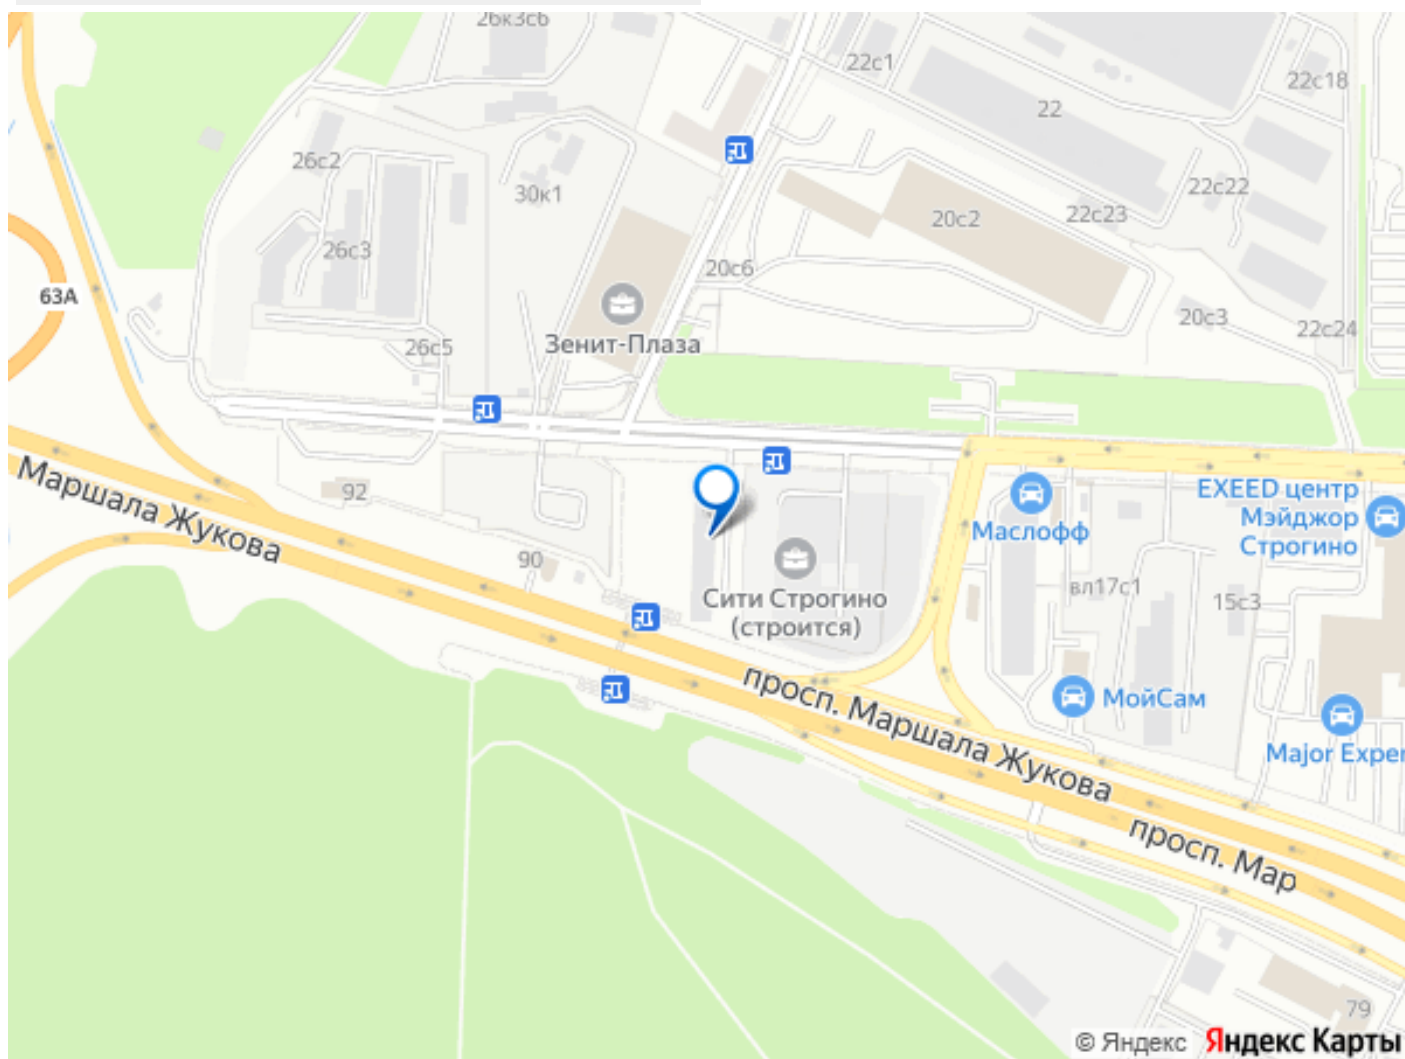 26к3с6
22с1
22с18
22
26с2
30к1
22с22
22с23
20с2
26с3
20с6
63А
20с3
22с24
Зенит-Плаза
26с5
92
Маршала Жукова
EXEED центр
Мэйджор
Строгино
Маслофф
90
вл17с1
15с3
Сити Строгино
(строится)
просп. Маршала Жукова
МойСам
Major Exper
просп. Мар
79
© Яндекс Яндекс Карты